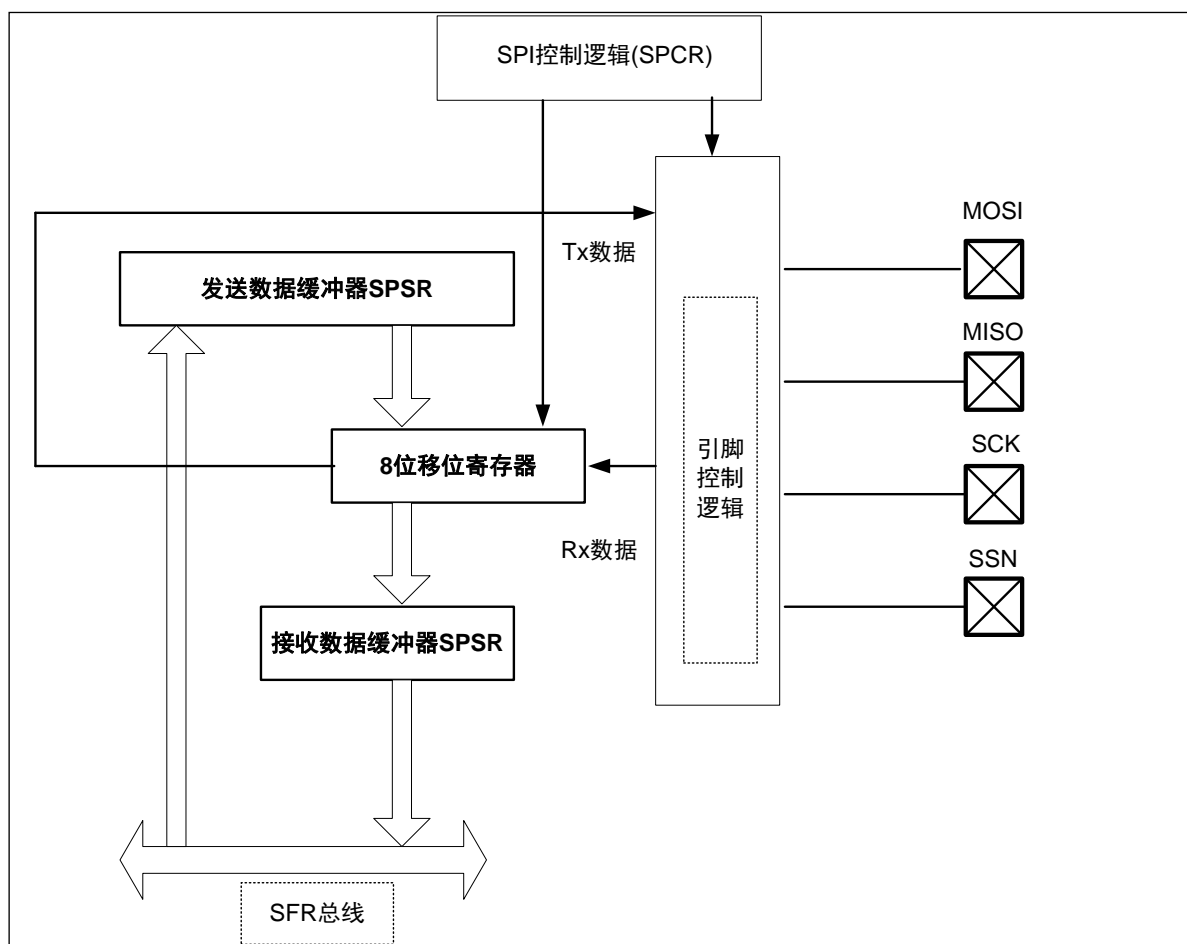 SPI控制逻辑(SPCR)
MOSI
Tx数据
发送数据缓冲器SPSR
MISO
8位移位寄存器
引脚
控制
逻辑
SCK
Rx数据
SSN
接收数据缓冲器SPSR
SFR总线